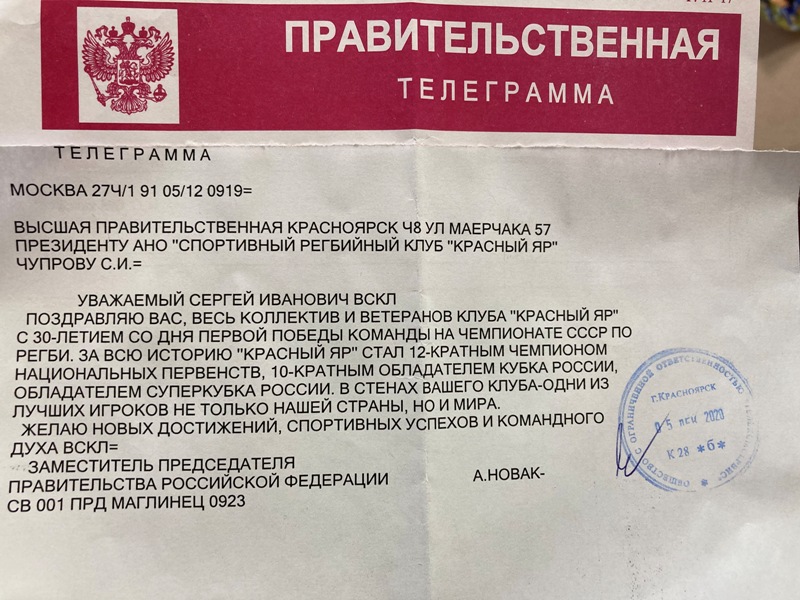 ПРАВИТЕЛЬСТВЕННАЯ
ТЕЛЕГРАММА
ТЕЛЕГРАММА
МОСКВА 27Ч/1 91 05/12 0919=
ВЫСШАЯ ПРАВИТЕЛЬСТВЕННАЯ КРАСНОЯРСК Ч8 УЛ МАЕРЧАКА 57
ПРЕЗИДЕНТУ АНО "СПОРТИВНЫЙ РЕГБИЙНЫЙ КЛУБ "КРАСНЫЙ ЯР"
ЧУПРОВУ С.И.=
УВАЖАЕМЫЙ СЕРГЕЙ ИВАНОВИЧ ВСКЛ
ПОЗДРАВЛЯЮ ВАС, ВЕСЬ КОЛЛЕКТИВ И ВЕТЕРАНОВ КЛУБА "КРАСНЫЙ ЯР"
С 30-ЛЕТИЕМ СО ДНЯ ПЕРВОЙ ПОБЕДЫ КОМАНДЫ НА ЧЕМПИОНАТЕ СССР ПО
РЕГБИ. ЗА ВСЮ ИСТОРИЮ "КРАСНЫЙ ЯР" СТАЛ 12-КРАТНЫМ ЧЕМПИОНОМ
НАЦИОНАЛЬНЫХ ПЕРВЕНСТВ, 10-КРАТНЫМ ОБЛАДАТЕЛЕМ КУБКА РОССИИ,
ОБЛАДАТЕЛЕМ СУПЕРКУБКА РОССИИ. В СТЕНАХ ВАШЕГО КЛУБА-ОДНИ ИЗ
ЛУЧШИХ ИГРОКОВ НЕ ТОЛЬКО НАШЕЙ СТРАНЫ, НО И МИРА.
ЖЕЛАЮ НОВЫХ ДОСТИЖЕНИЙ, СПОРТИВНЫХ УСПЕХОВ И КОМАНДНОГО
ДУХА ВСКЛ=
ЗАМЕСТИТЕЛЬ ПРЕДСЕДАТЕЛЯ
ПРАВИТЕЛЬСТВА РОССИЙСКОЙ ФЕДЕРАЦИИ А.НОВАК-
СВ 001 ПРД МАГЛИНЕЦ 0923
ОБЩЕСТВО С ОГРАНИЧЕННОЙ ОТВЕТСТВЕННОСТЬЮ
Г.КРАСНОЯРСК
05 ДЕК 2020
К 28 *б*